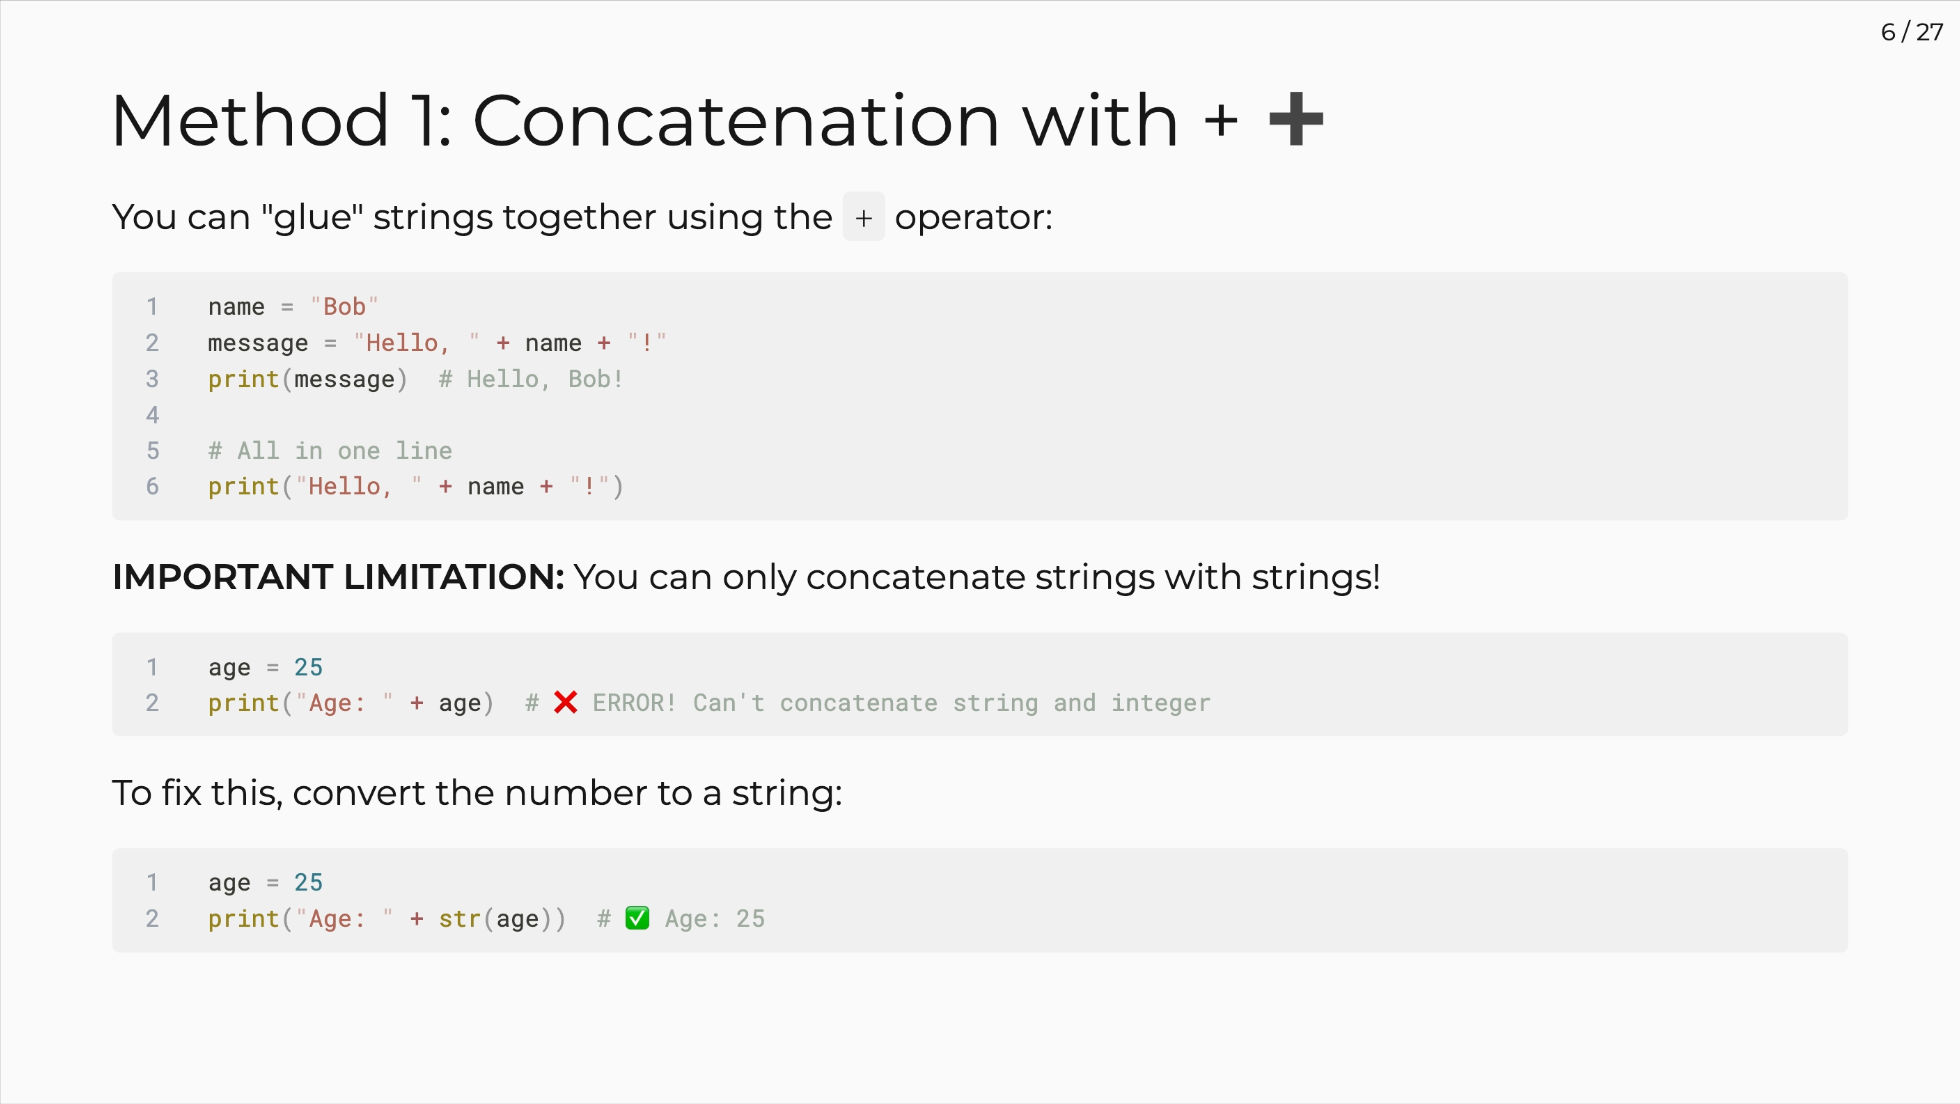 6 / 27
Method 1: Concatenation with + ➕
You can "glue" strings together using the + operator:
1 name = "Bob"
2 message = "Hello, " + name + "!"
3 print(message)  # Hello, Bob!
4
5 # All in one line
6 print("Hello, " + name + "!")
IMPORTANT LIMITATION: You can only concatenate strings with strings!
1 age = 25
2 print("Age: " + age)  # ❌ ERROR! Can't concatenate string and integer
To fix this, convert the number to a string:
1 age = 25
2 print("Age: " + str(age))  # ✅ Age: 25